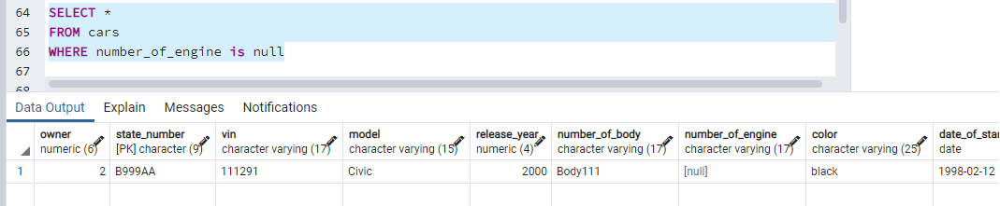 64 SELECT *
65 FROM cars
66 WHERE number_of_engine is null
67
68
Data Output Explain Messages Notifications
owner state_number vin model release_year number_of_body number_of_engine color date_of_star
numeric (6) [PK] character (9) character varying (17) character varying (15) numeric (4) character varying (17) character varying (17) character varying (25) date
1 2 B999AA 111291 Civic 2000 Body111 [null] black 1998-02-12